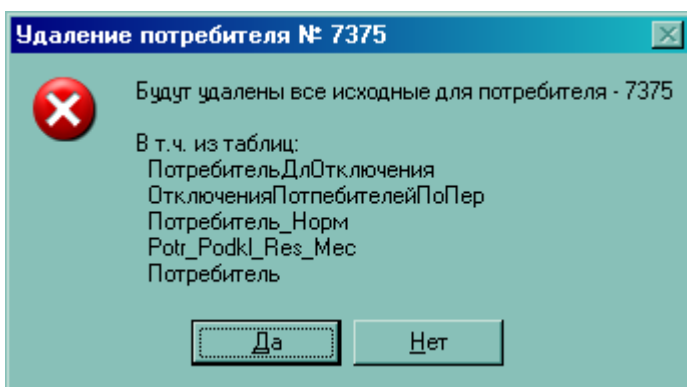 Удаление потребителя № 7375
Будут удалены все исходные для потребителя - 7375
В т.ч. из таблиц:
ПотребительДлОтключения
ОтключенияПотпебителейПоПер
Потребитель_Норм
Potr_Podkl_Res_Mec
Потребитель
Да
Нет